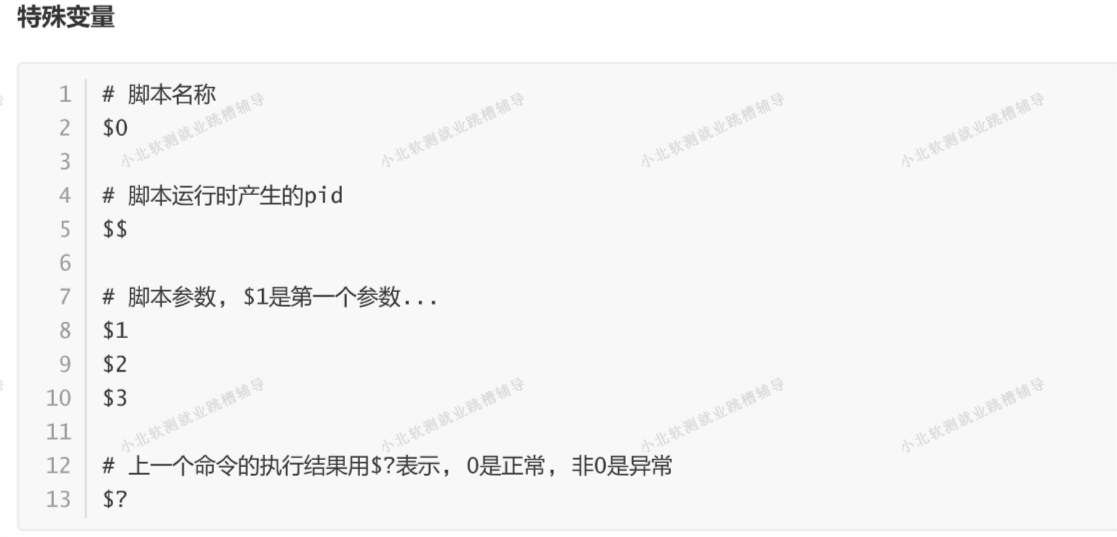 特殊变量
1 # 脚本名称
2 $0
3
4 # 脚本运行时产生的pid
5 $$
6
7 # 脚本参数, $1是第一个参数...
8 $1
9 $2
10 $3
11
12 # 上一个命令的执行结果用$?表示, 0是正常, 非0是异常
13 $?
小北软测就业跳槽辅导
小北软测就业跳槽辅导
小北软测就业跳槽辅导
小北软测就业跳槽辅导
小北软测就业跳槽辅导
小北软测就业跳槽辅导
小北软测就业跳槽辅导
小北软测就业跳槽辅导